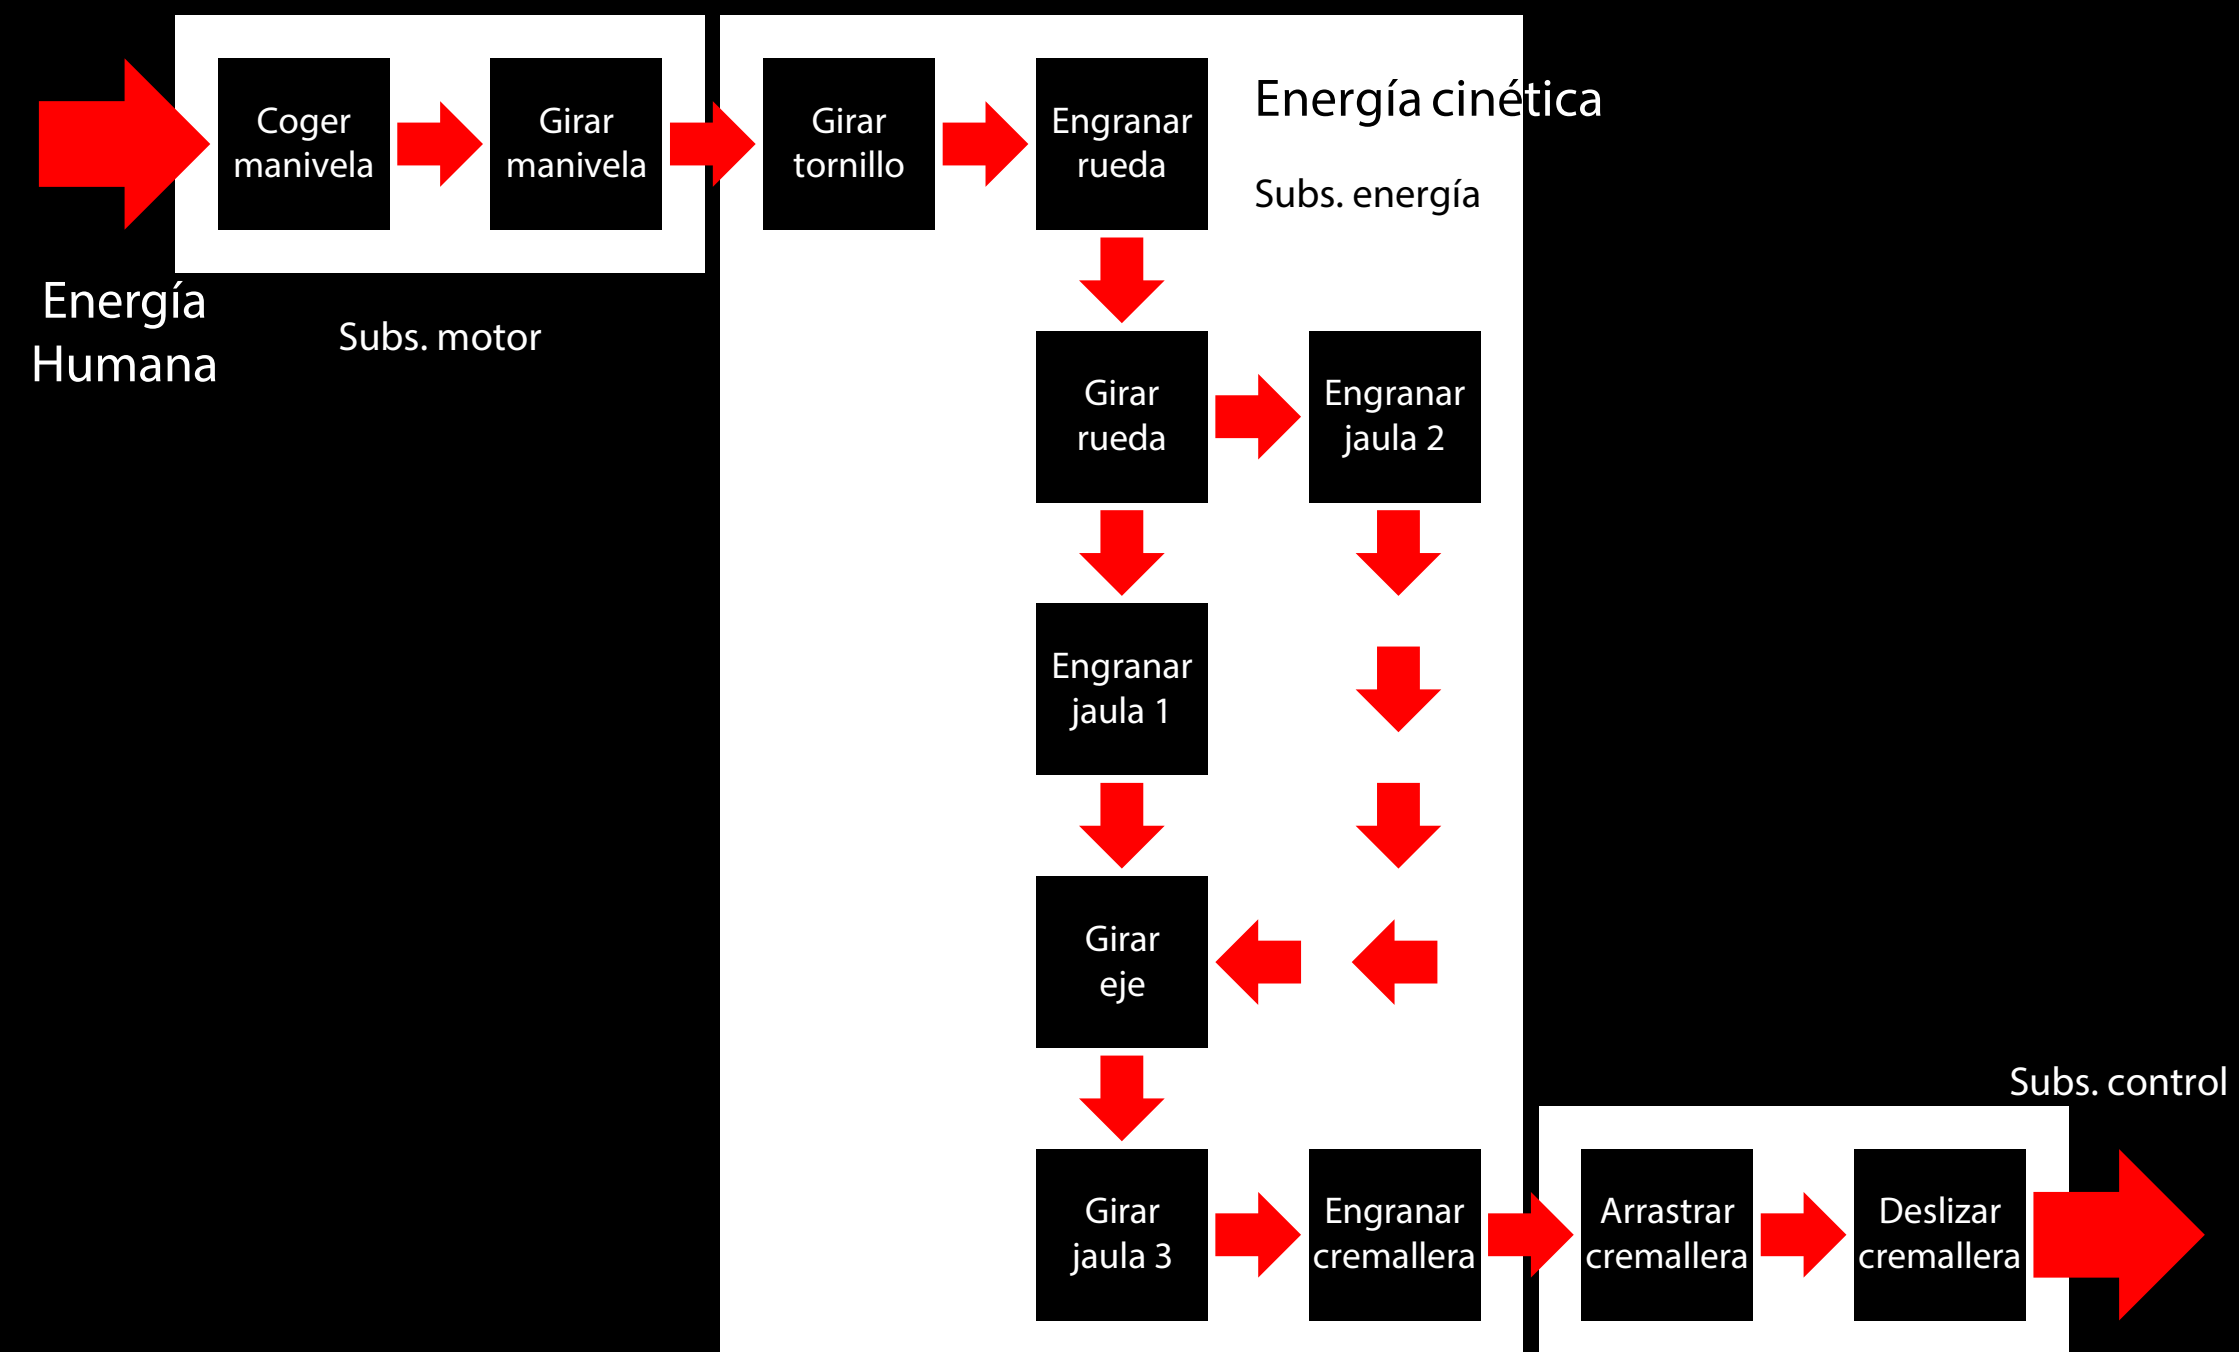 Coger
manivela
Girar
manivela
Girar
tornillo
Engranar
rueda
Energía cinética
Subs. energía
Energía
Humana
Subs. motor
Girar
rueda
Engranar
jaula 2
Engranar
jaula 1
Girar
eje
Subs. control
Girar
jaula 3
Engranar
cremallera
Arrastrar
cremallera
Deslizar
cremallera